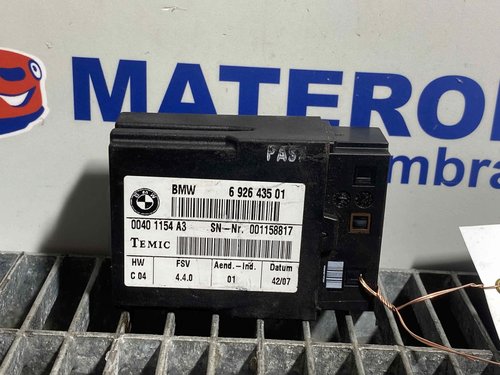 MATEROM
mbra
PAS
BMW 6 926 435 01
0040 1154 A3 SN-Nr. 001158817
TEMIC
HW FSV Aend.-Ind. Datum
C 04 4.4.0 01 42/07